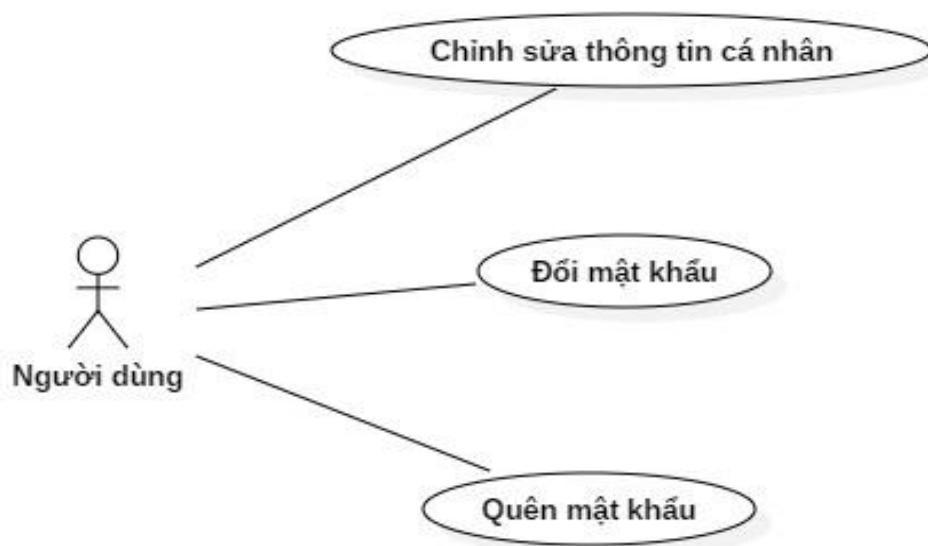 Chỉnh sửa thông tin cá nhân
Đổi mật khẩu
Người dùng
Quên mật khẩu